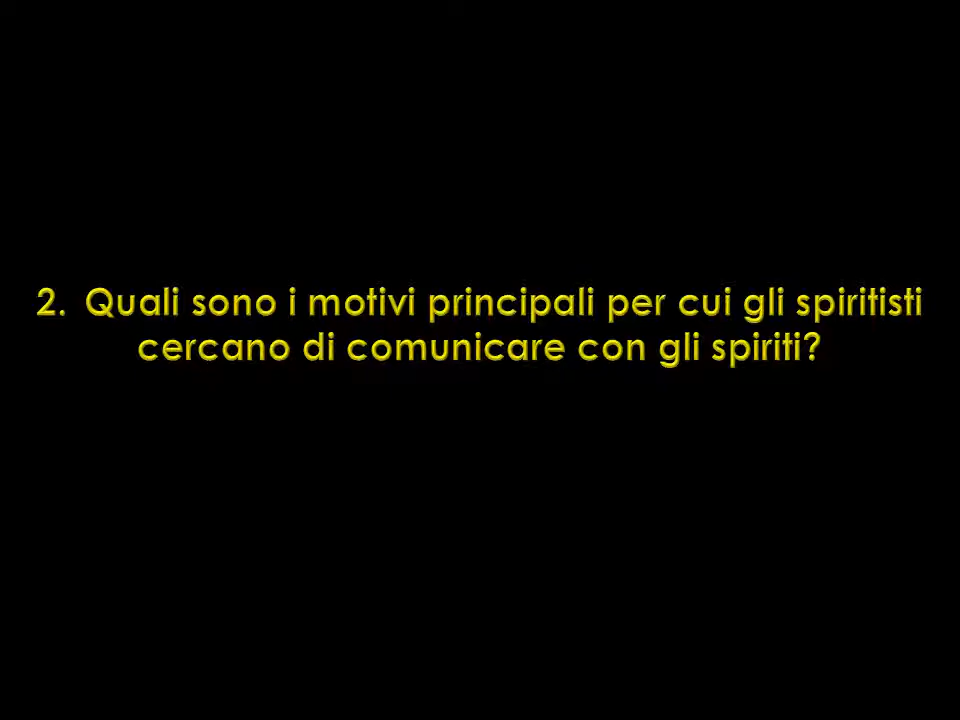 2. Quali sono i motivi principali per cui gli spiritisti
cercano di comunicare con gli spiriti?